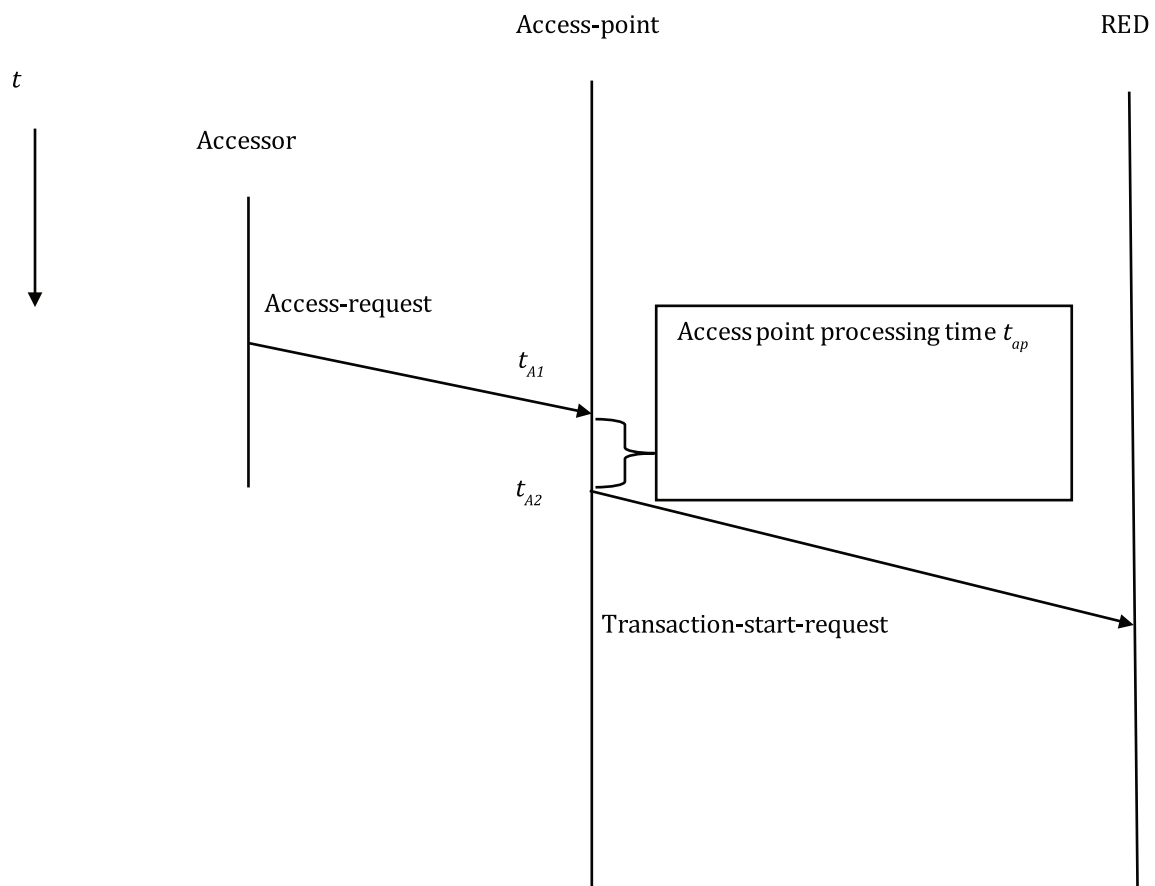 Access-point
RED
t
Accessor
Access-request
Access point processing time t_ap
t_A1
t_A2
Transaction-start-request